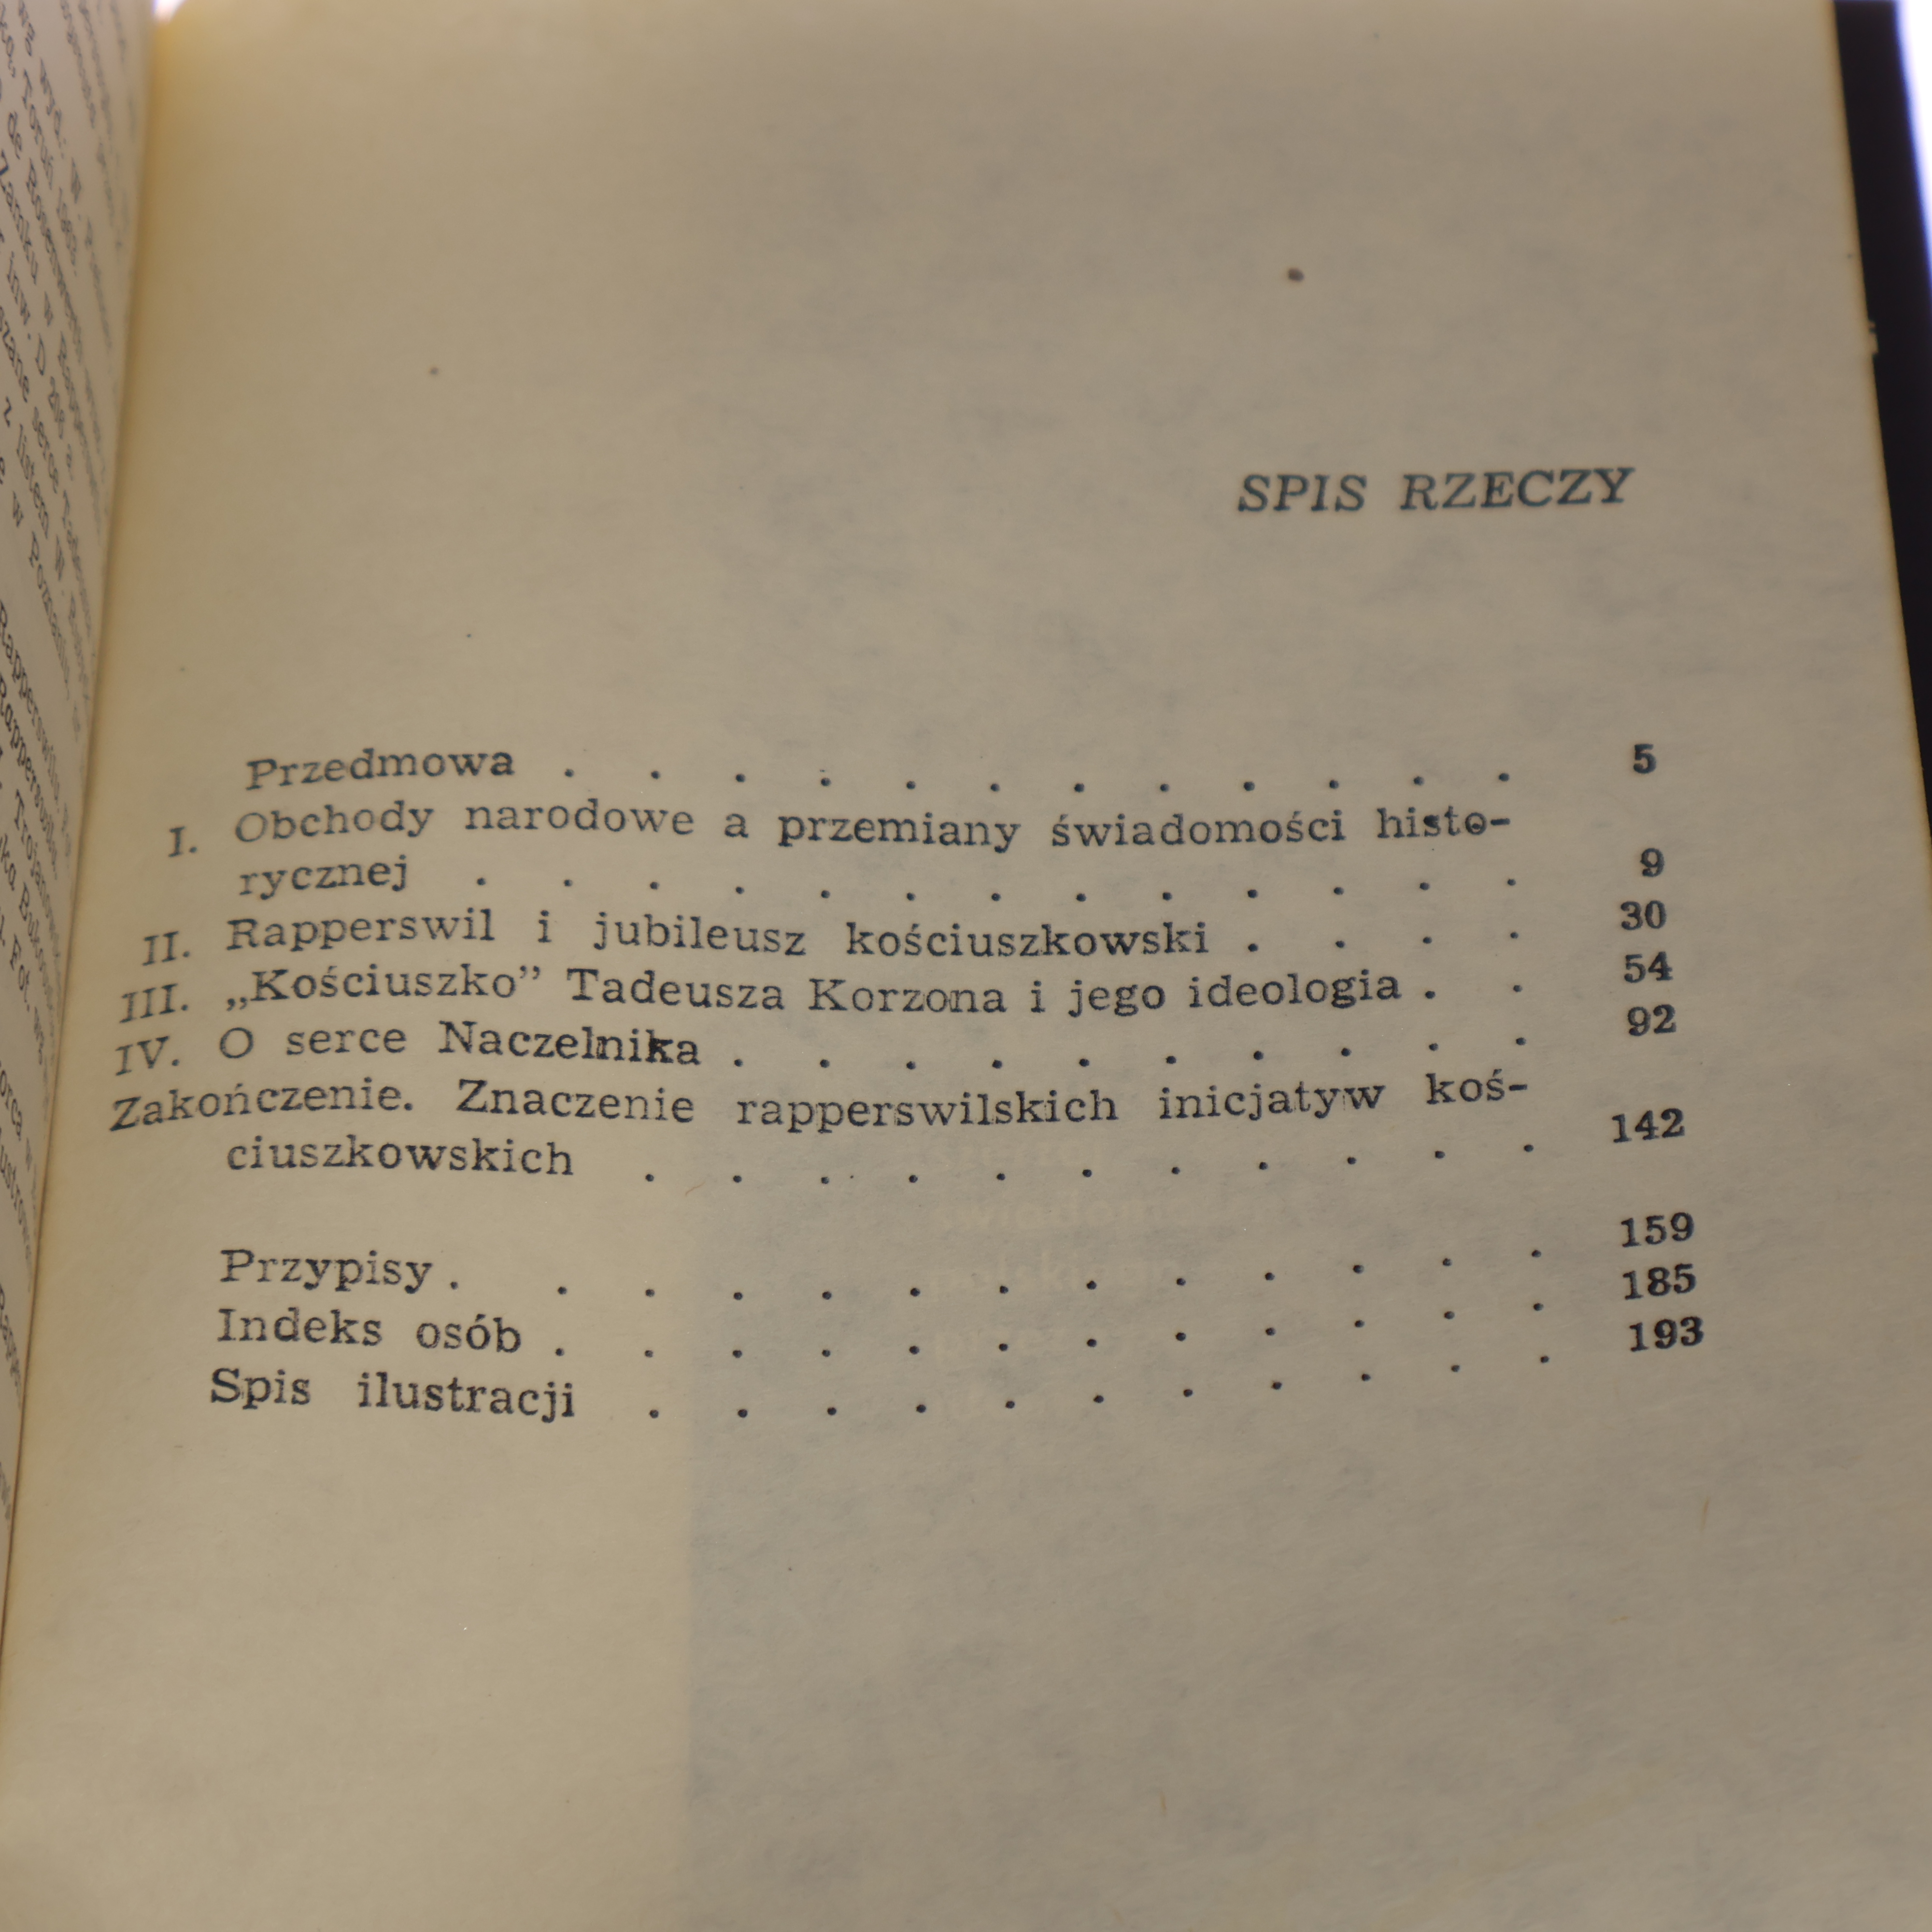 SPIS RZECZY
Przedmowa . . . . . . . . . . . . 5
I. Obchody narodowe a przemiany świadomości histo-
rycznej . . . . . . . . . . . . . 9
II. Rapperswil i jubileusz kościuszkowski . . . . 30
III. „Kościuszko” Tadeusza Korzona i jego ideologia . . 54
IV. O serce Naczelnika . . . . . . . . . . 92
Zakończenie. Znaczenie rapperswilskich inicjatyw koś-
ciuszkowskich . . . . . . . . . . . 142
Przypisy . . . . . . . . . . . . . 159
Indeks osób . . . . . . . . . . . . 185
Spis ilustracji . . . . . . . . . . . 193